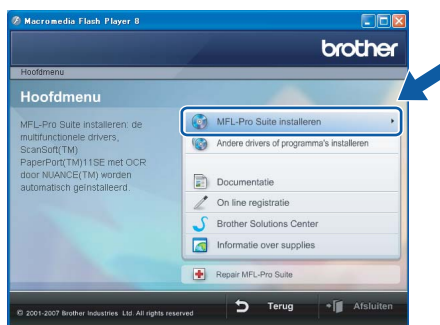 Macromedia Flash Player 8
brother
Hoofdmenu
Hoofdmenu
MFL-Pro Suite installeren: de
multifunctionele drivers,
ScanSoft(TM)
PaperPort(TM)11SE met OCR
door NUANCE(TM) worden
automatisch geïnstalleerd.
MFL-Pro Suite installeren
Andere drivers of programma's installeren
Documentatie
On line registratie
Brother Solutions Center
Informatie over supplies
Repair MFL-Pro Suite
© 2001-2007 Brother Industries Ltd. All rights reserved
Terug
Afsluiten